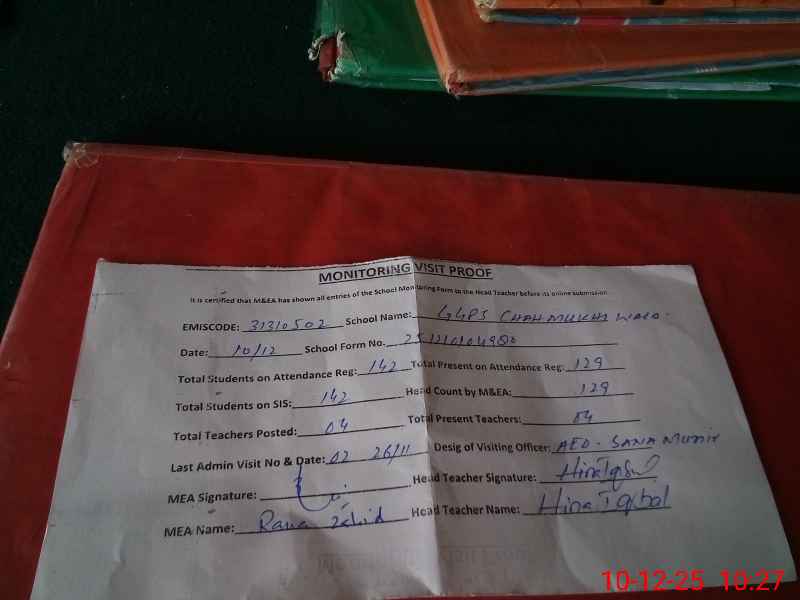 MONITORING VISIT PROOF
It is certified that M&EA has shown all entries of the School Monitoring Form to the Head Teacher before its online submission
EMISCODE: 31310502 School Name: GGPS CHAH MUKHI WALA.
Date: 10/12 School Form No.
Total Students on Attendance Reg: 142 Total Present on Attendance Reg: 129
Total Students on SIS: 142 Head Count by M&EA: 129
Total Teachers Posted: 04 Total Present Teachers: 04
Last Admin Visit No & Date: 02 26/11 Desig of Visiting Officer: AEO - SANA Munir
MEA Signature: Head Teacher Signature: Hina Iqbal
MEA Name: Rana Zahid Head Teacher Name: Hina Iqbal
10-12-25 10:27